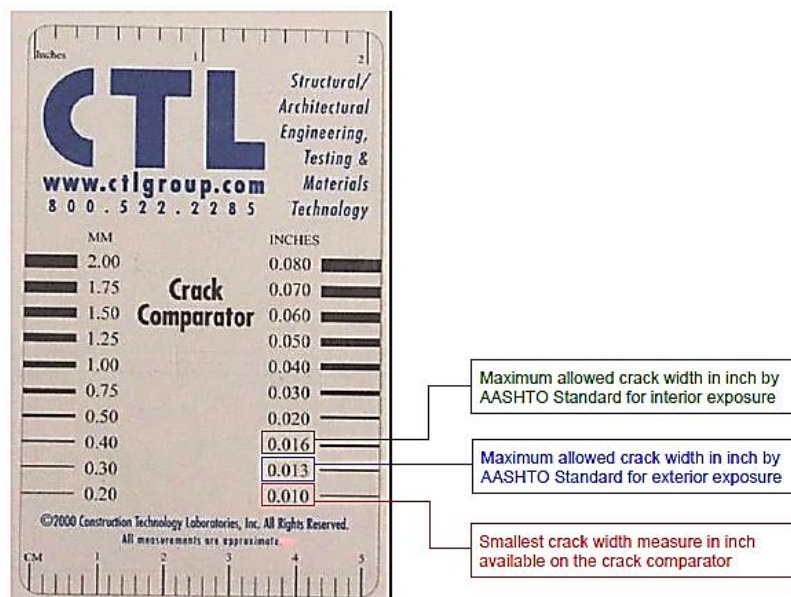 Inches 1 2
CTL
Structural/
Architectural
Engineering,
Testing &
Materials
Technology
www.ctlgroup.com
800.522.2285
MM INCHES
2.00 0.080
1.75 0.070
1.50 0.060
1.25 0.050
1.00 0.040
0.75 0.030
0.50 0.020
0.40 0.016
0.30 0.013
0.20 0.010
Crack
Comparator
©2000 Construction Technology Laboratories, Inc. All Rights Reserved.
All measurements are approximate.
CM 1 2 3 4 5
Maximum allowed crack width in inch by
AASHTO Standard for interior exposure
Maximum allowed crack width in inch by
AASHTO Standard for exterior exposure
Smallest crack width measure in inch
available on the crack comparator